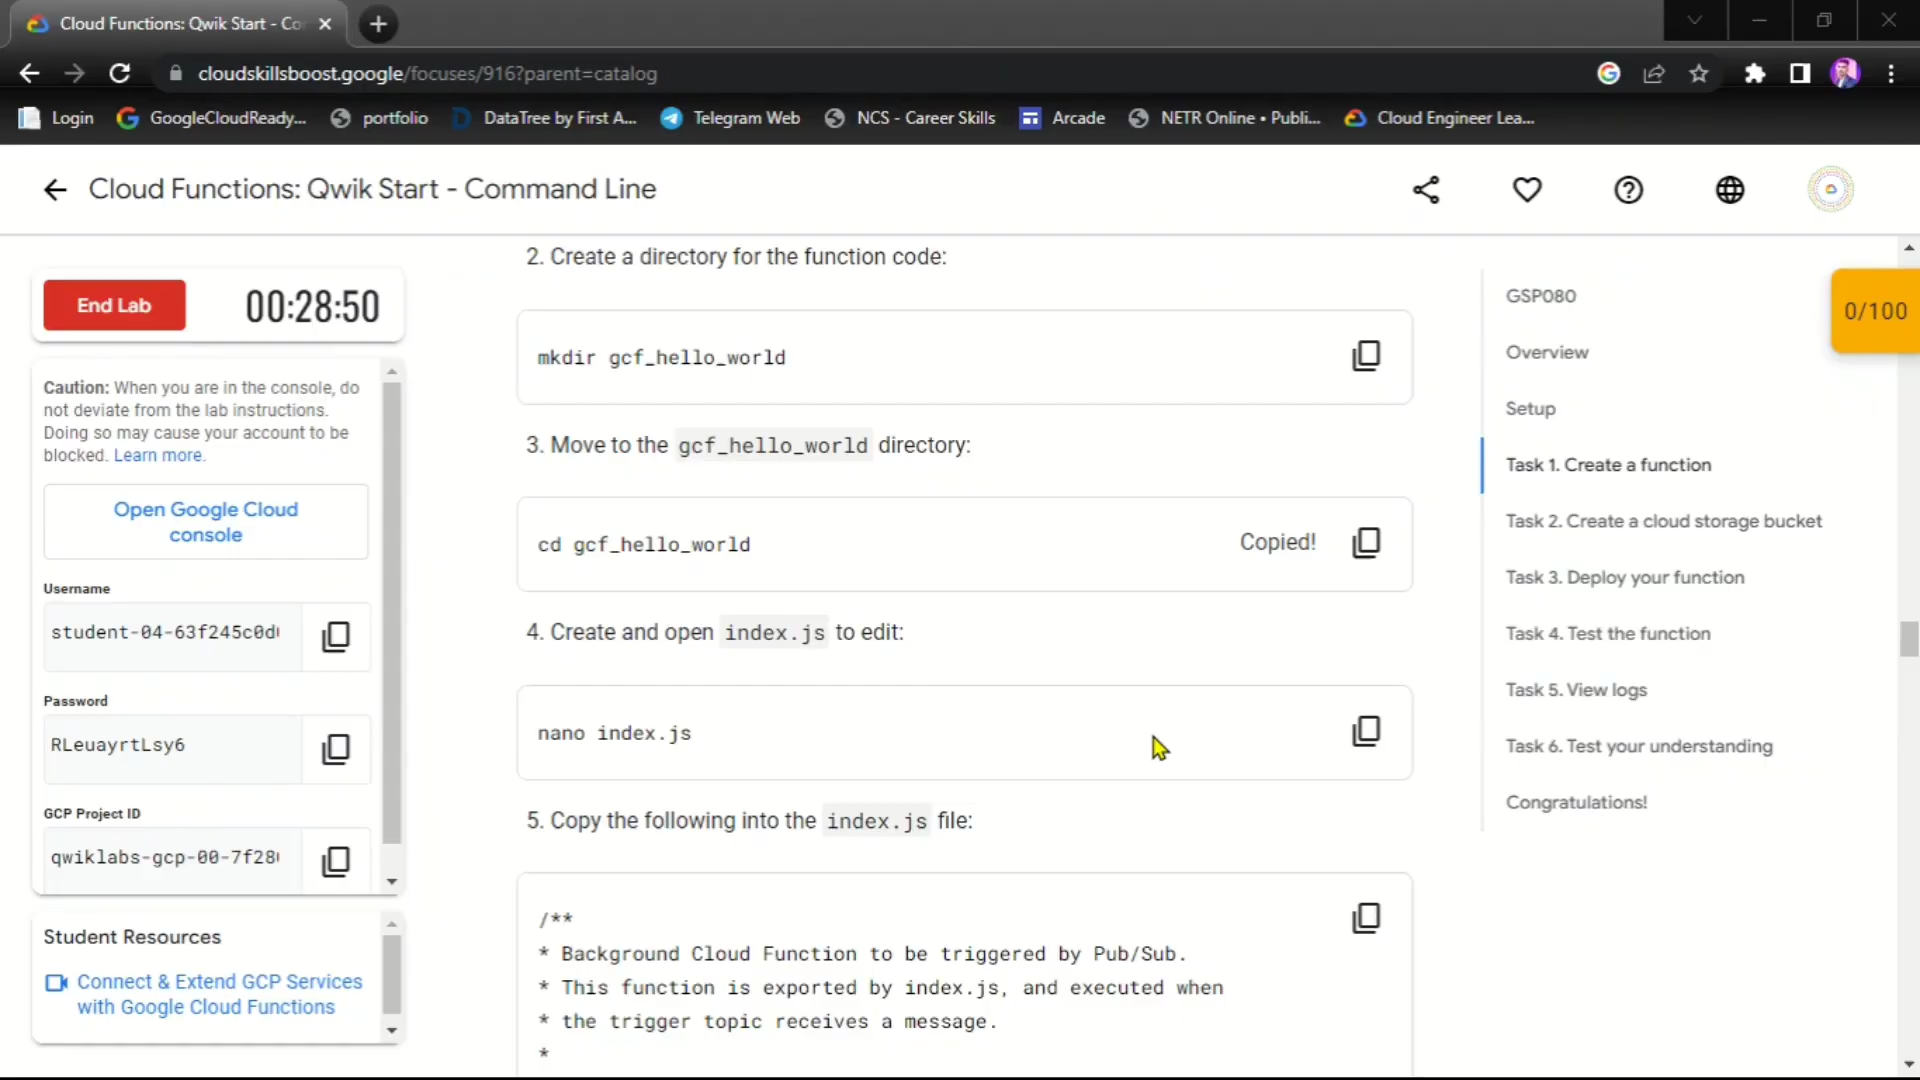 Cloud Functions: Qwik Start - Co
cloudskillsboost.google/focuses/916?parent=catalog
Login
GoogleCloudReady...
portfolio
DataTree by First A...
Telegram Web
NCS - Career Skills
Arcade
NETR Online • Publi...
Cloud Engineer Lea...
Cloud Functions: Qwik Start - Command Line
End Lab
00:28:50
Caution: When you are in the console, do
not deviate from the lab instructions.
Doing so may cause your account to be
blocked. Learn more.
Open Google Cloud
console
Username
student-04-63f245c0d
Password
RLeuayrtLsy6
GCP Project ID
qwiklabs-gcp-00-7f28
Student Resources
Connect & Extend GCP Services
with Google Cloud Functions
2. Create a directory for the function code:
mkdir gcf_hello_world
3. Move to the gcf_hello_world directory:
cd gcf_hello_world
Copied!
4. Create and open index.js to edit:
nano index.js
5. Copy the following into the index.js file:
/**
* Background Cloud Function to be triggered by Pub/Sub.
* This function is exported by index.js, and executed when
* the trigger topic receives a message.
*
GSP080
Overview
Setup
Task 1. Create a function
Task 2. Create a cloud storage bucket
Task 3. Deploy your function
Task 4. Test the function
Task 5. View logs
Task 6. Test your understanding
Congratulations!
0/100